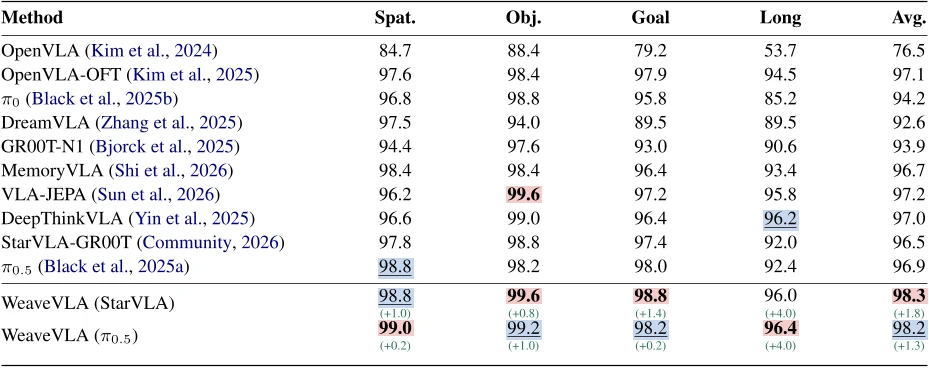 Method Spat. Obj. Goal Long Avg.
OpenVLA (Kim et al., 2024) 84.7 88.4 79.2 53.7 76.5
OpenVLA-OFT (Kim et al., 2025) 97.6 98.4 97.9 94.5 97.1
π0 (Black et al., 2025b) 96.8 98.8 95.8 85.2 94.2
DreamVLA (Zhang et al., 2025) 97.5 94.0 89.5 89.5 92.6
GR00T-N1 (Bjorck et al., 2025) 94.4 97.6 93.0 90.6 93.9
MemoryVLA (Shi et al., 2026) 98.4 98.4 96.4 93.4 96.7
VLA-JEPA (Sun et al., 2026) 96.2 99.6 97.2 95.8 97.2
DeepThinkVLA (Yin et al., 2025) 96.6 99.0 96.4 96.2 97.0
StarVLA-GR00T (Community, 2026) 97.8 98.8 97.4 92.0 96.5
π0.5 (Black et al., 2025a) 98.8 98.2 98.0 92.4 96.9
WeaveVLA (StarVLA) 98.8 99.6 98.8 96.0 98.3
(+1.0) (+0.8) (+1.4) (+4.0) (+1.8)
WeaveVLA (π0.5) 99.0 99.2 98.2 96.4 98.2
(+0.2) (+1.0) (+0.2) (+4.0) (+1.3)